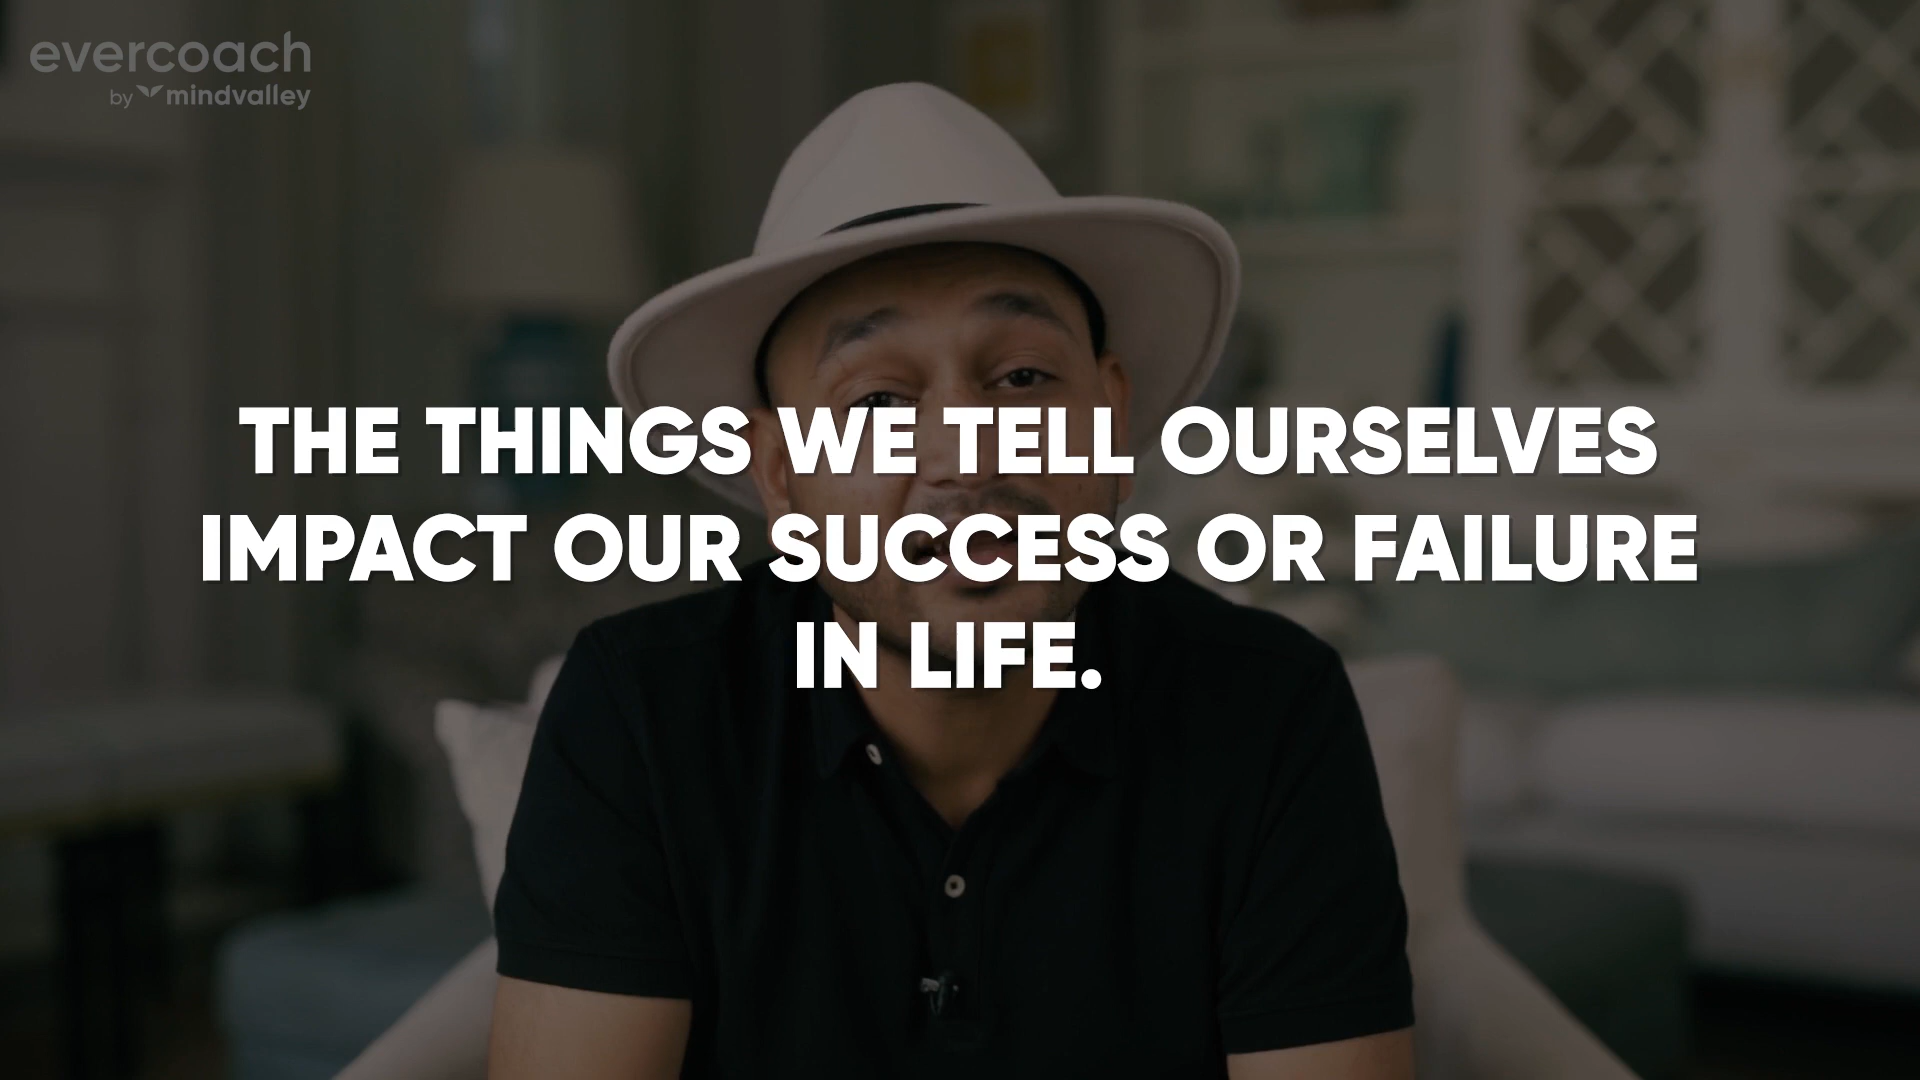 evercoach
by mindvalley
THE THINGS WE TELL OURSELVES
IMPACT OUR SUCCESS OR FAILURE
IN LIFE.